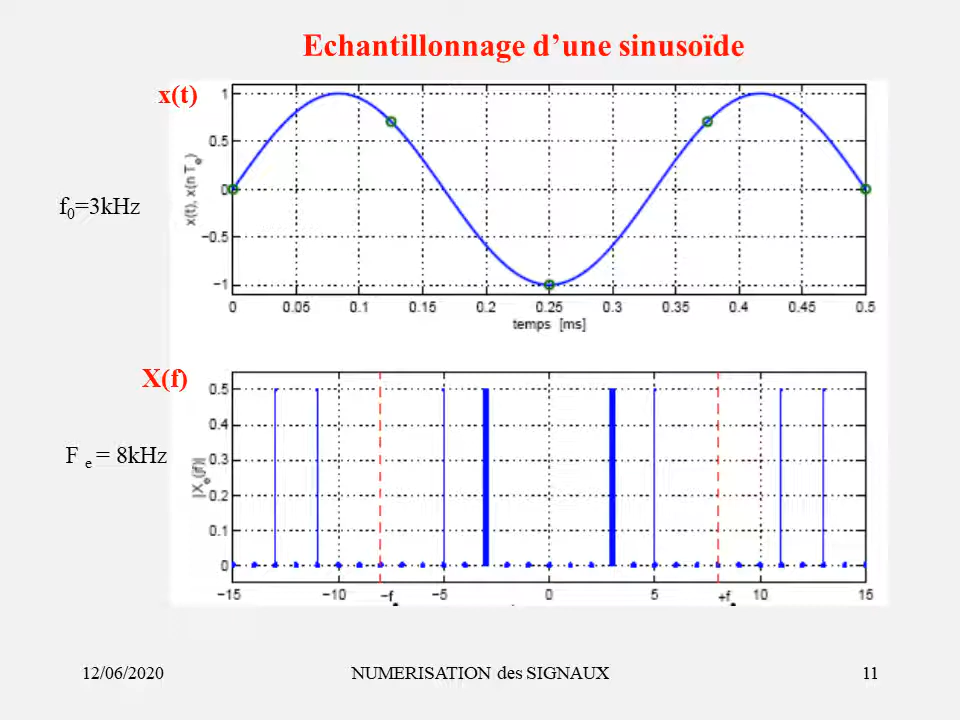 Echantillonnage d’une sinusoïde
x(t)
1
0.5
0
−0.5
−1
x(t), x(n Te)
f0=3kHz
0 0.05 0.1 0.15 0.2 0.25 0.3 0.35 0.4 0.45 0.5
temps [ms]
X(f)
0.5
0.4
0.3
0.2
0.1
0
|Xe(jf)|
F e = 8kHz
−15 −10 −f −5 0 5 +f 10 15
12/06/2020 NUMERISATION des SIGNAUX 11